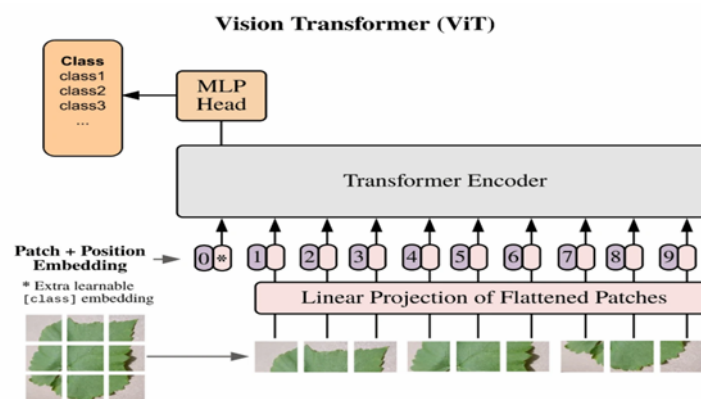 Vision Transformer (ViT)
Class
class1
class2
class3
...
MLP
Head
Transformer Encoder
Patch + Position
Embedding
* Extra learnable
[class] embedding
0 * 1 2 3 4 5 6 7 8 9
Linear Projection of Flattened Patches